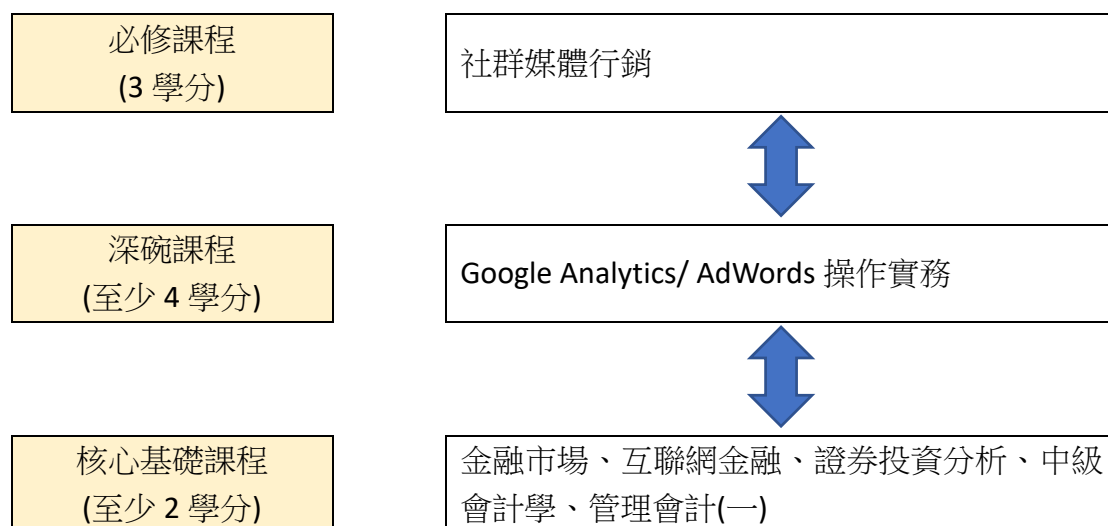 必修課程
(3 學分)
社群媒體行銷
深碗課程
(至少 4 學分)
Google Analytics/ AdWords 操作實務
核心基礎課程
(至少 2 學分)
金融市場、互聯網金融、證券投資分析、中級
會計學、管理會計(一)